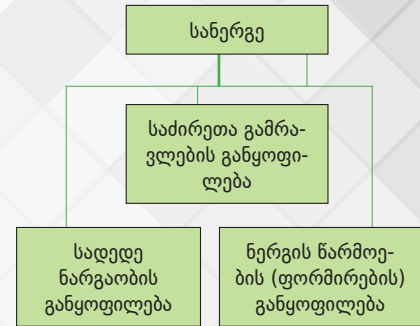 სანერგე
საძირეთა გამრა-
ვლების განყოფი-
ლება
სადედე
ნარგაობის
განყოფილება
ნერგის წარმოე-
ბის (ფორმირების)
განყოფილება